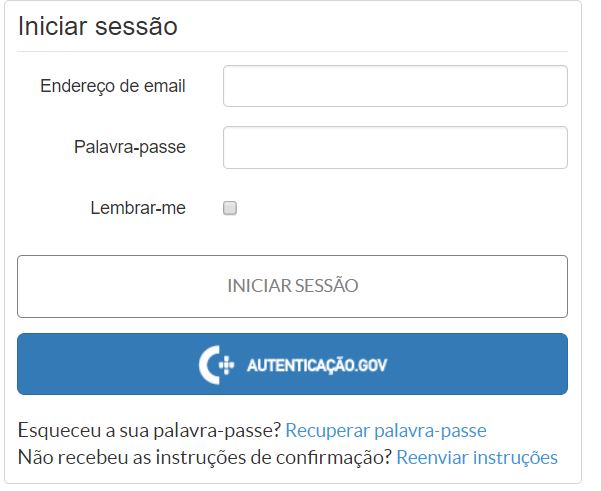 Iniciar sessão
Endereço de email
Palavra-passe
Lembrar-me
INICIAR SESSÃO
AUTENTICAÇÃO.GOV
Esqueceu a sua palavra-passe? Recuperar palavra-passe
Não recebeu as instruções de confirmação? Reenviar instruções